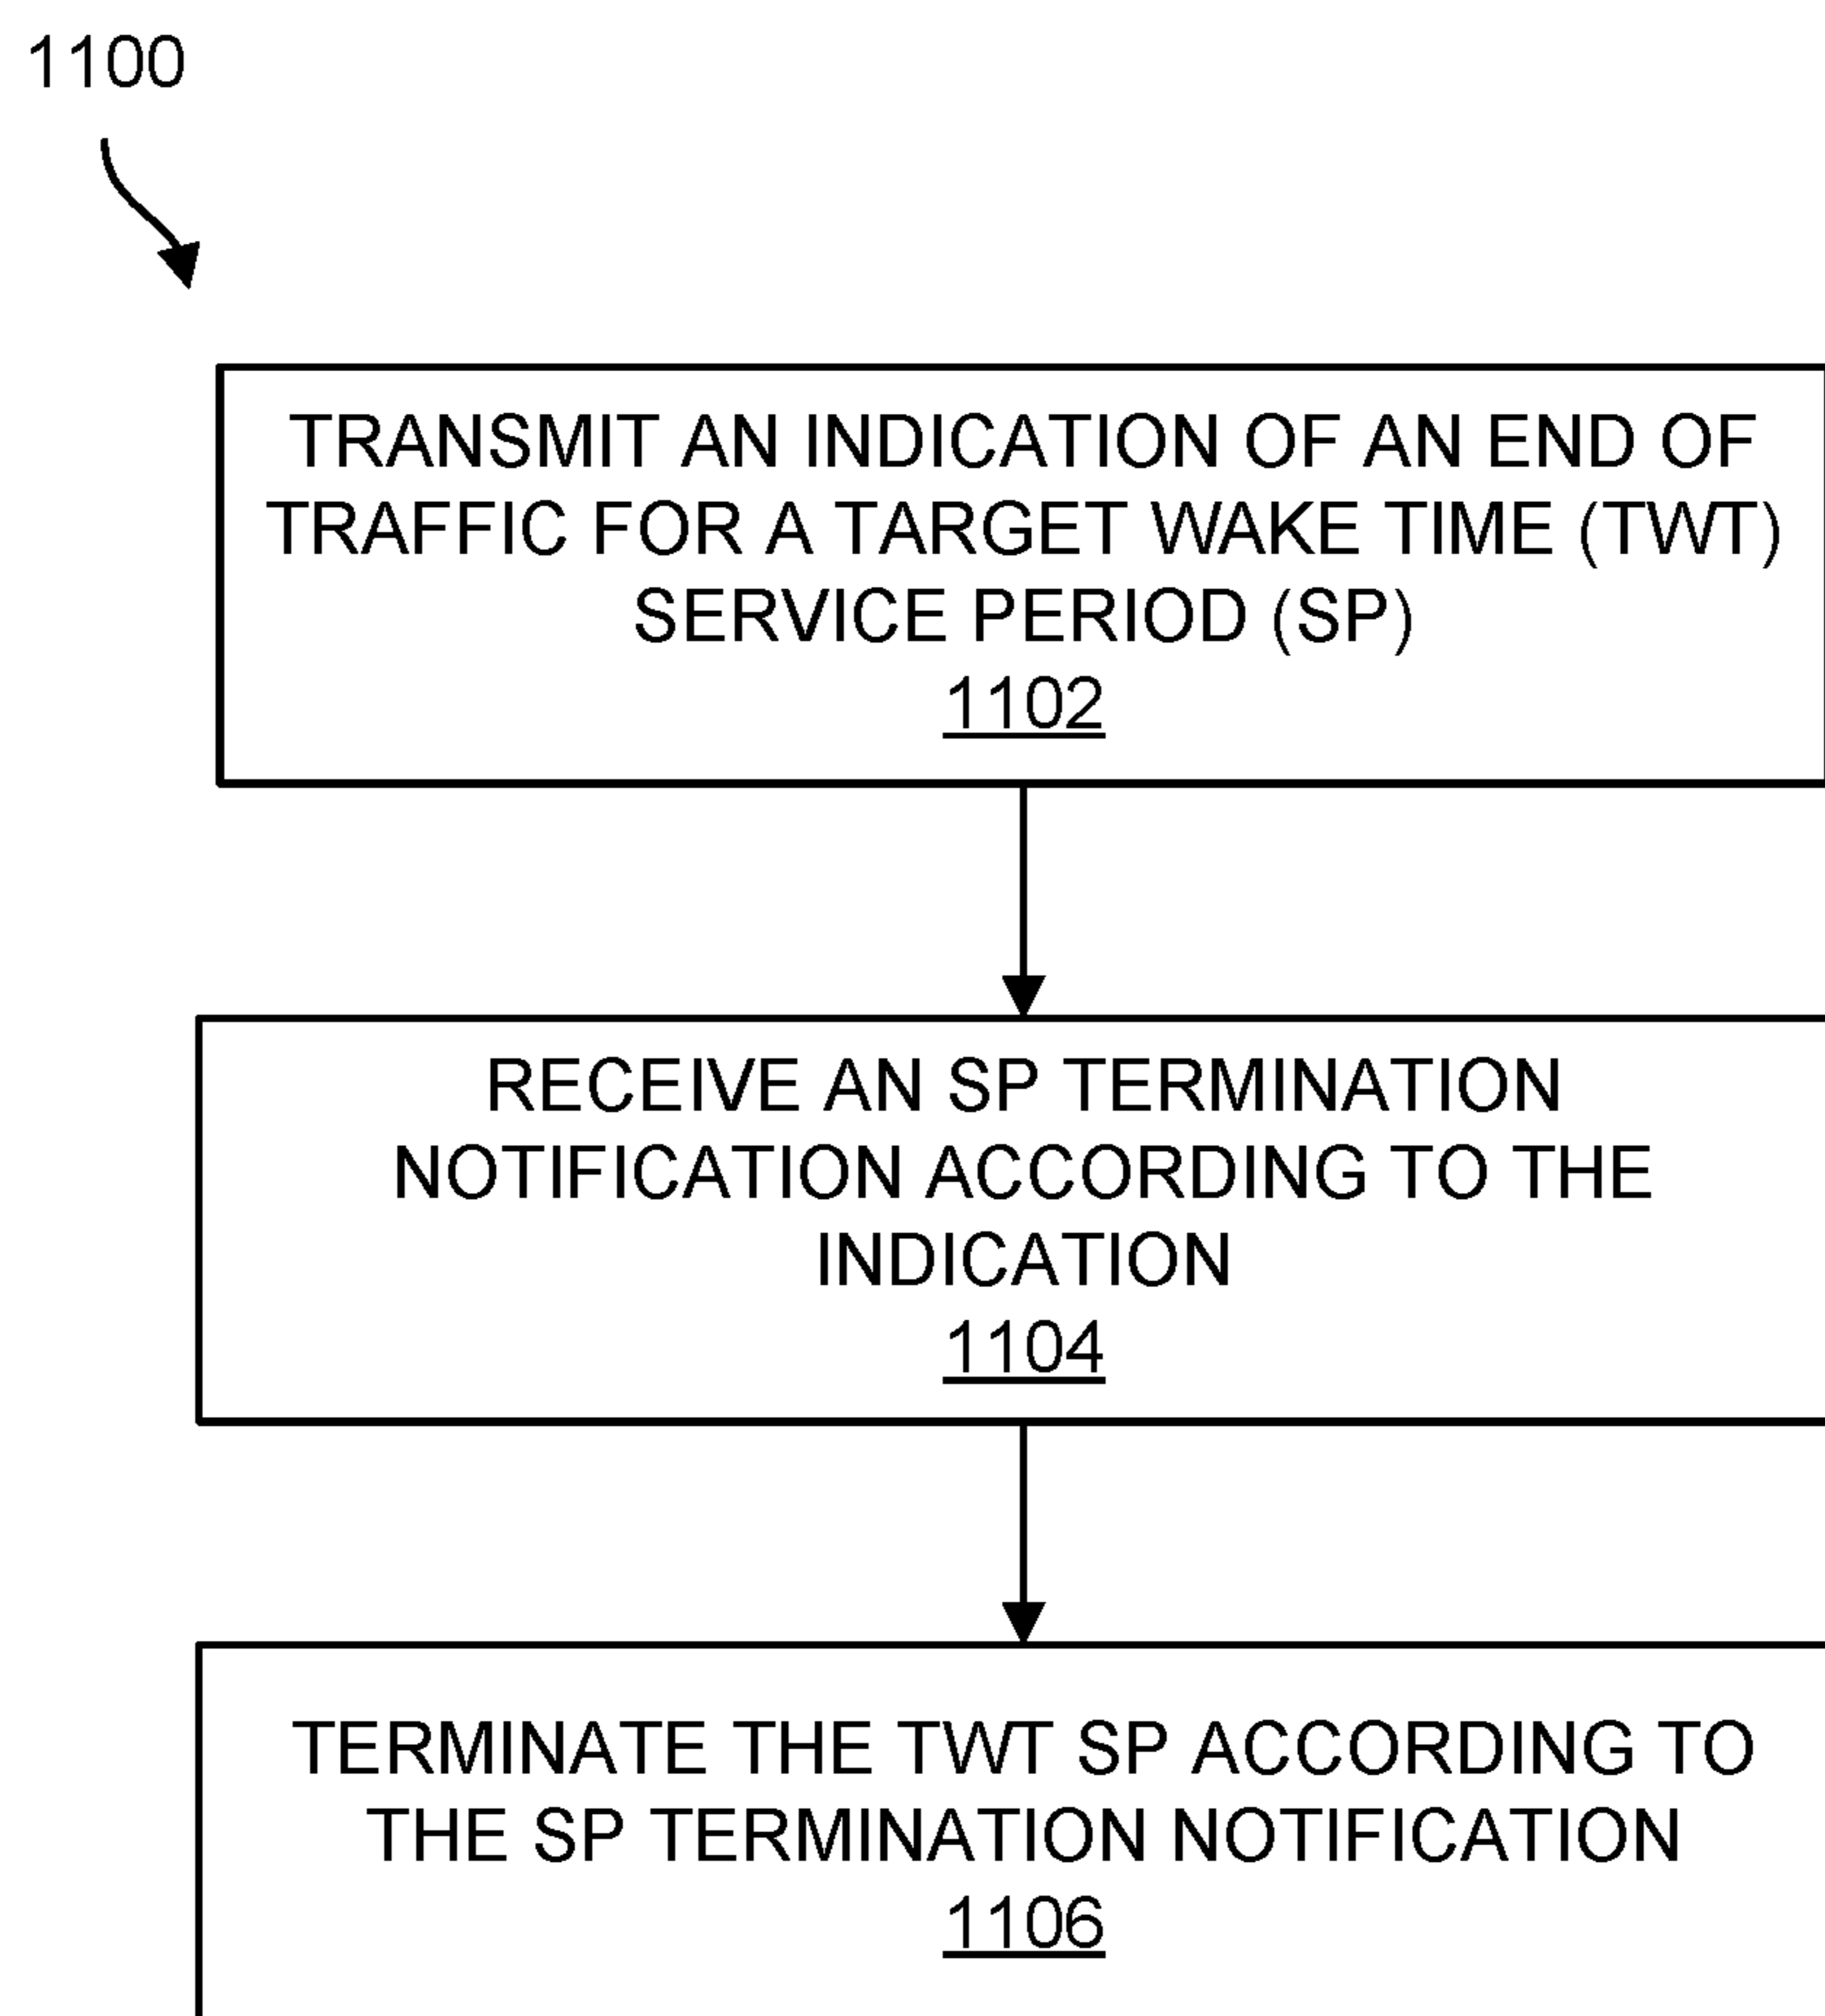 1100
TRANSMIT AN INDICATION OF AN END OF
TRAFFIC FOR A TARGET WAKE TIME (TWT)
SERVICE PERIOD (SP)
1102
RECEIVE AN SP TERMINATION
NOTIFICATION ACCORDING TO THE
INDICATION
1104
TERMINATE THE TWT SP ACCORDING TO
THE SP TERMINATION NOTIFICATION
1106